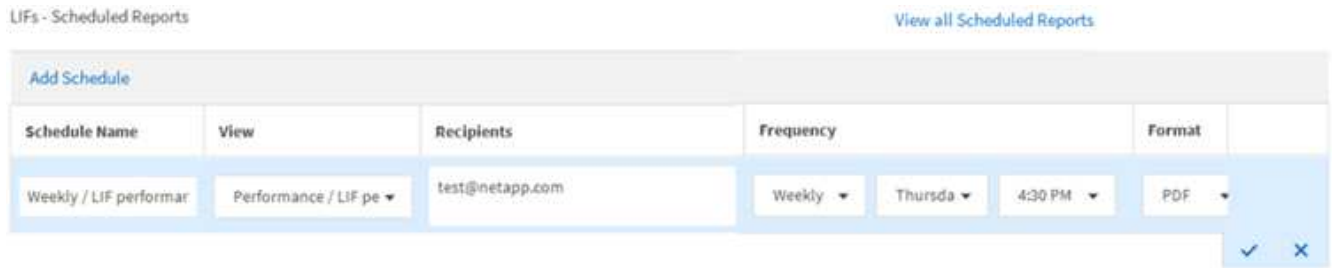 LIFs - Scheduled Reports View all Scheduled Reports
Add Schedule
Schedule Name View Recipients Frequency Format
Weekly / LIF performar Performance / LIF pe test@netapp.com Weekly Thursda 4:30 PM PDF